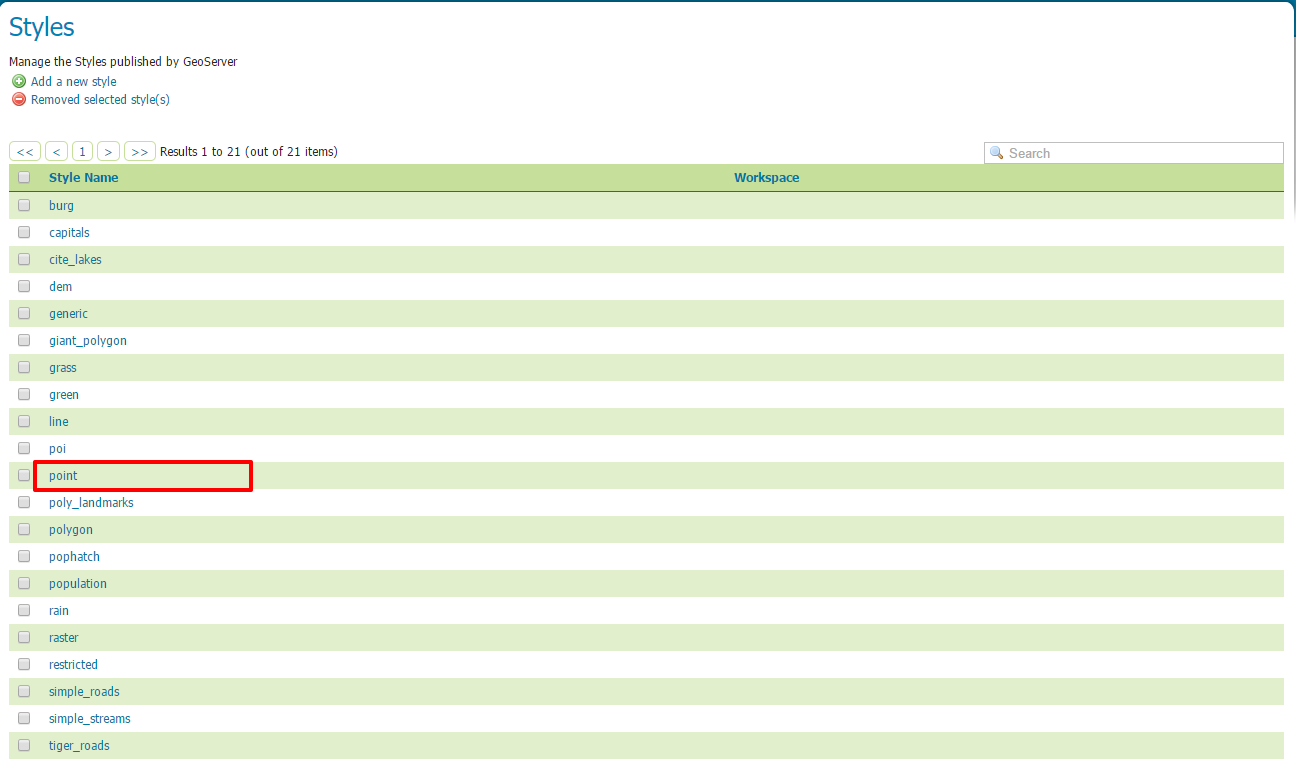 Styles
Manage the Styles published by GeoServer
Add a new style
Removed selected style(s)
<< < 1 > >> Results 1 to 21 (out of 21 items) Search
Style Name Workspace
burg
capitals
cite_lakes
dem
generic
giant_polygon
grass
green
line
poi
point
poly_landmarks
polygon
pophatch
population
rain
raster
restricted
simple_roads
simple_streams
tiger_roads